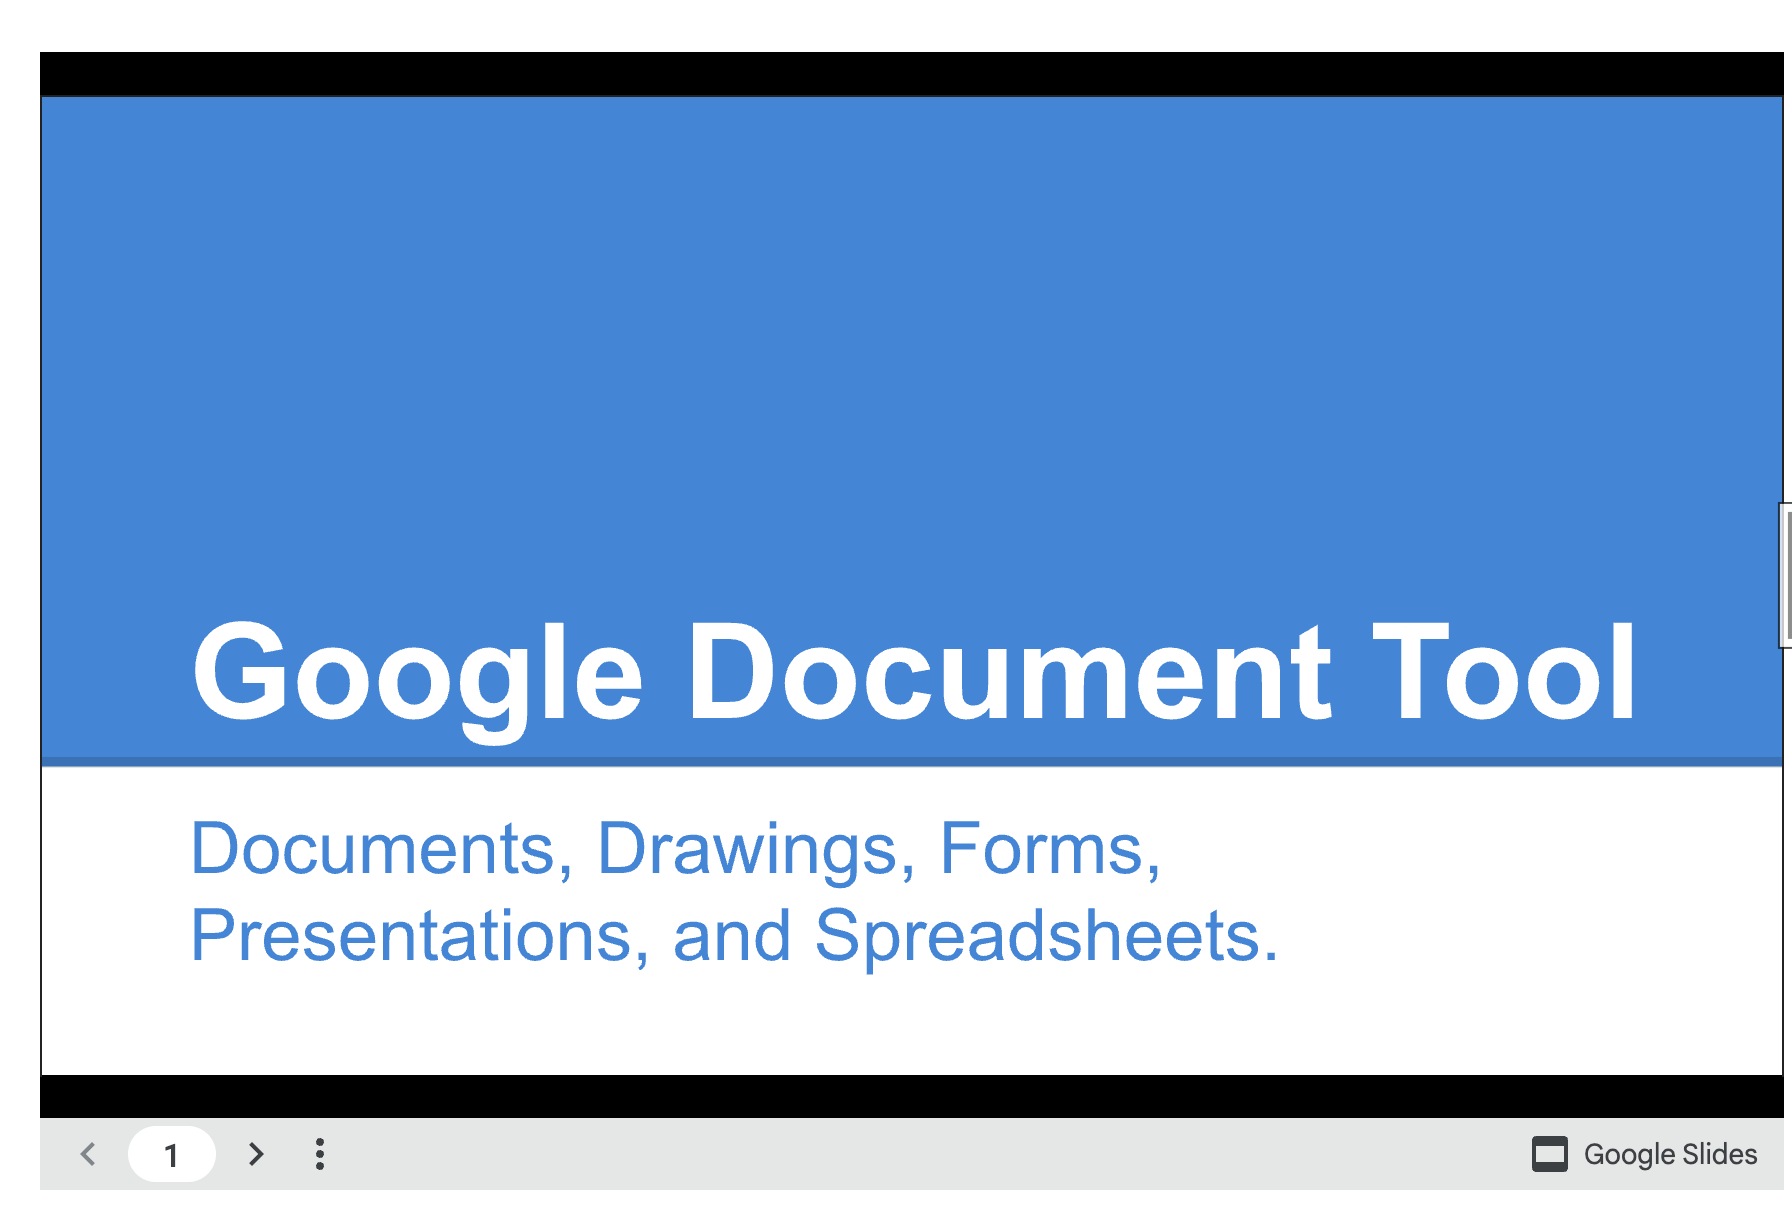 Google Document Tool
Documents, Drawings, Forms,
Presentations, and Spreadsheets.
1
Google Slides